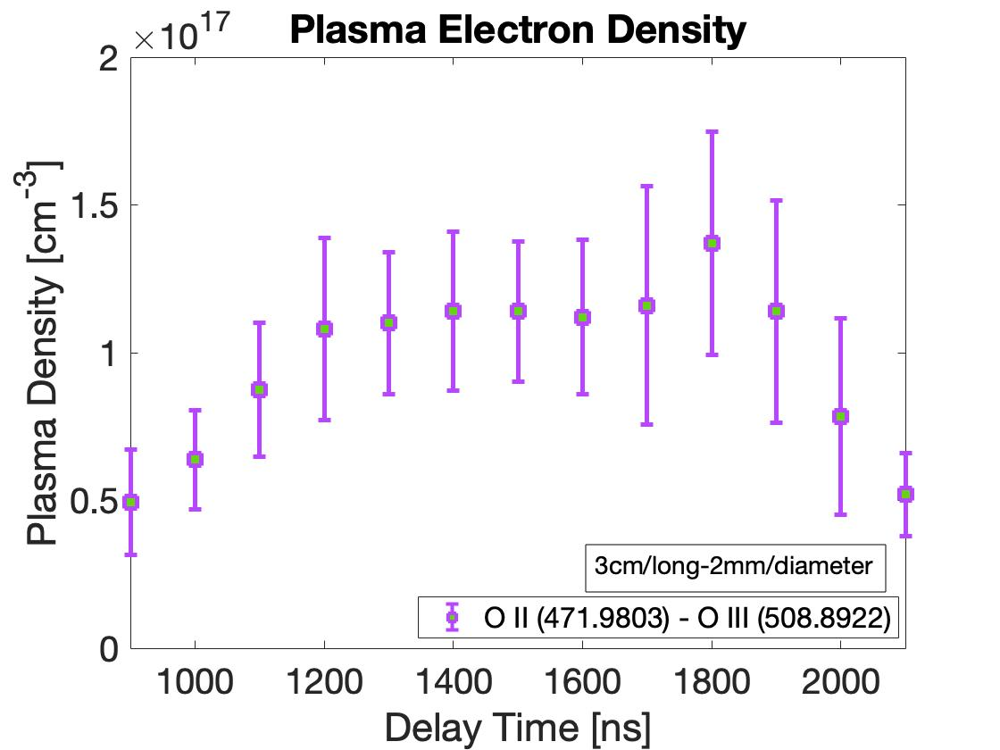 Plasma Electron Density
×10^17
2
1.5
1
0.5
0
Plasma Density [cm^-3]
3cm/long-2mm/diameter
O II (471.9803) - O III (508.8922)
1000 1200 1400 1600 1800 2000
Delay Time [ns]